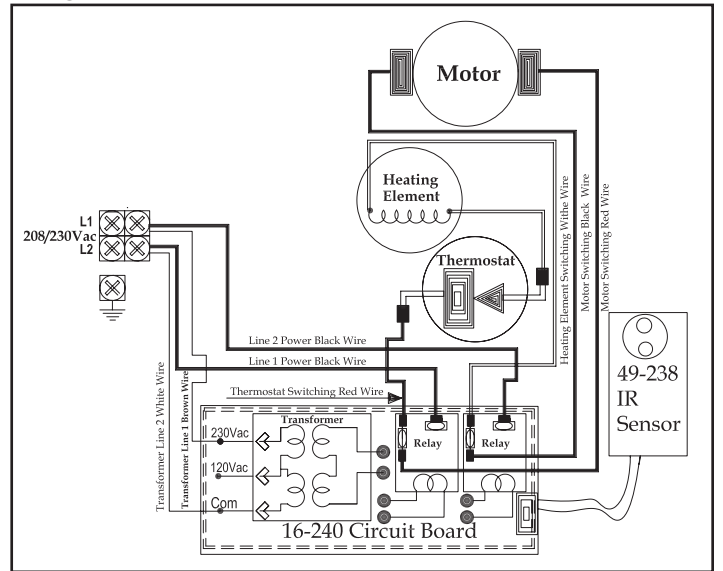 Motor
Heating
Element
L1
208/230Vac
L2
Thermostat
Heating Element Switching Withe Wire
Motor Switching Black Wire
Motor Switching Red Wire
Line 2 Power Black Wire
Line 1 Power Black Wire
Thermostat Switching Red Wire
Transformer Line 2 White Wire
Transformer Line 1 Brown Wire
49-238
IR
Sensor
Transformer
230Vac
120Vac
Com
Relay
Relay
16-240 Circuit Board